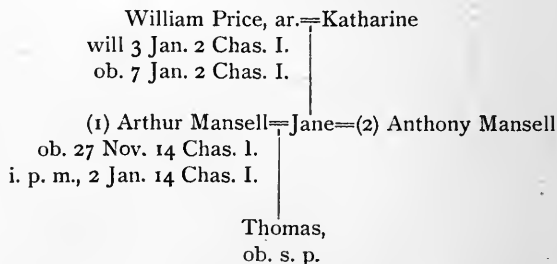 William Price, ar.=Katharine
will 3 Jan. 2 Chas. I.
ob. 7 Jan. 2 Chas. I.
(1) Arthur Mansell=Jane=(2) Anthony Mansell
ob. 27 Nov. 14 Chas. I.
i. p. m., 2 Jan. 14 Chas. I.
Thomas,
ob. s. p.